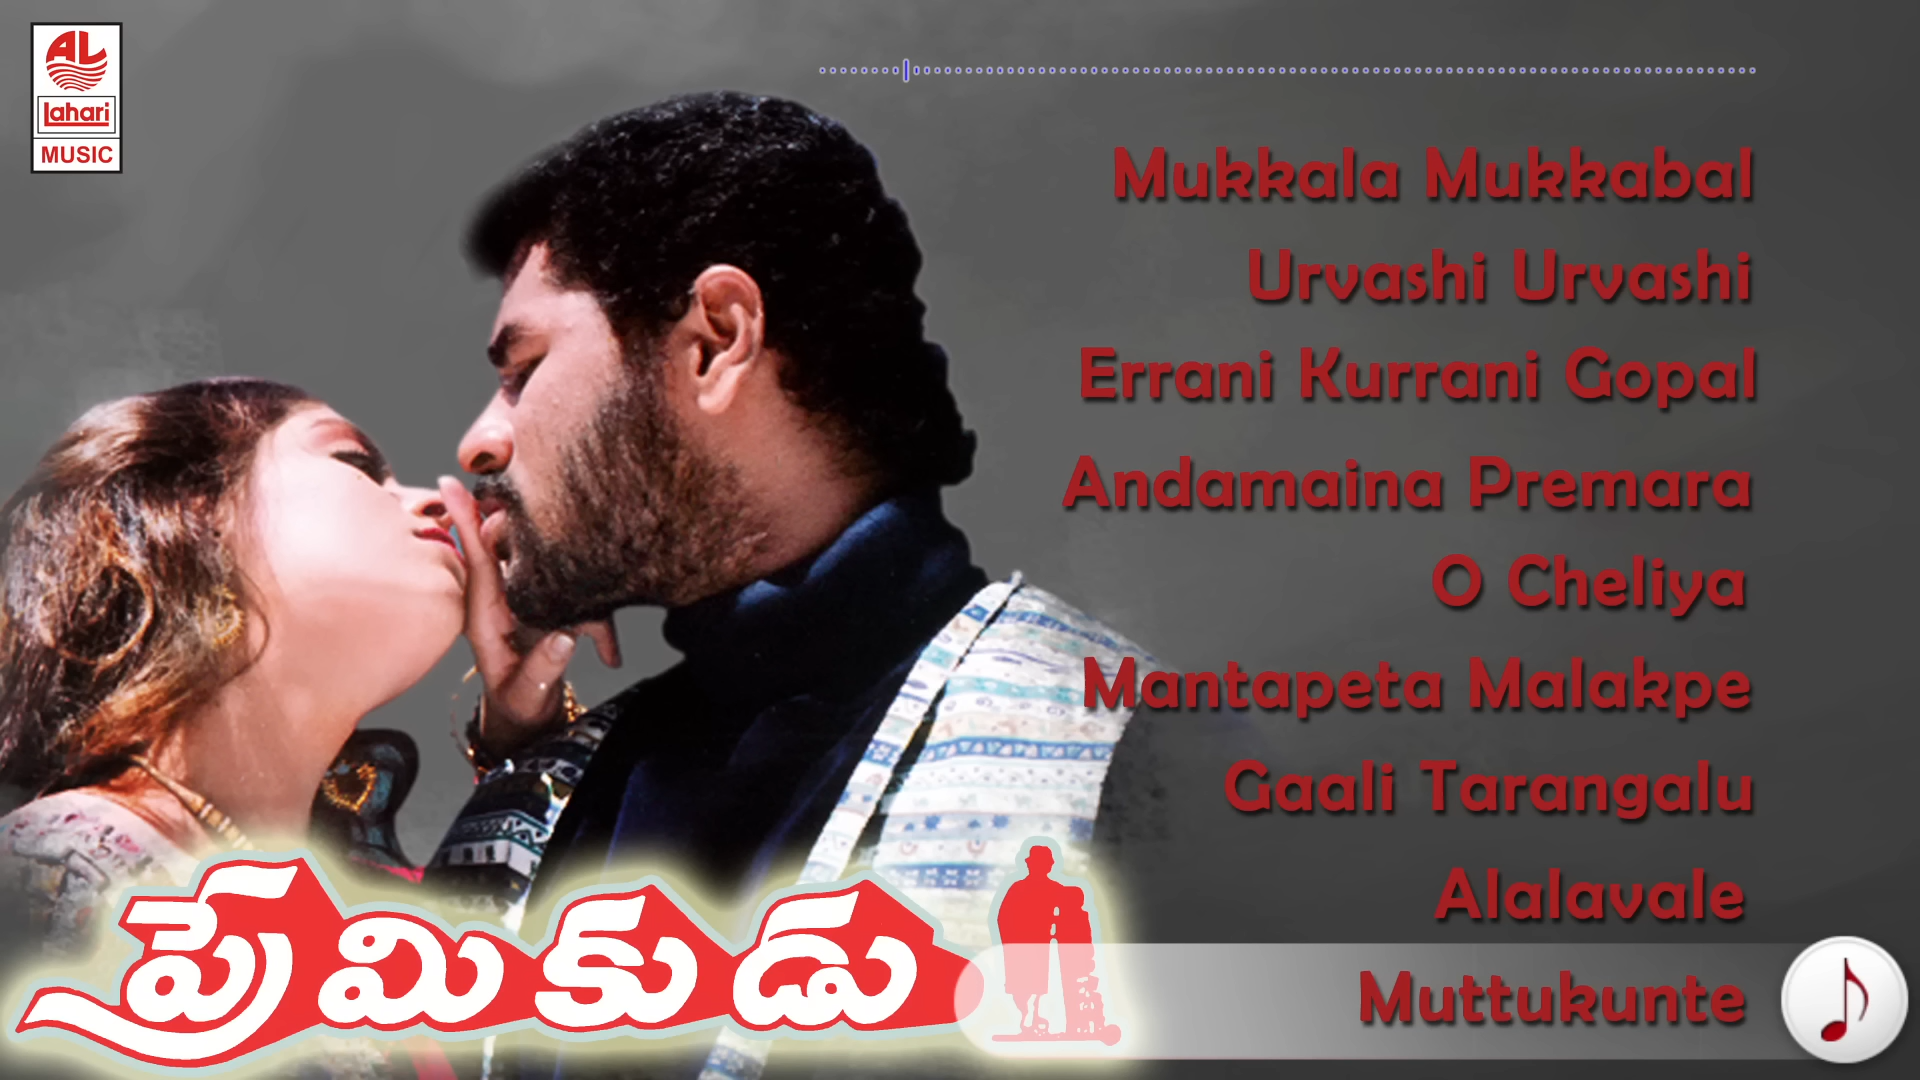 AL
lahari
MUSIC
Mukkala Mukkabal
Urvashi Urvashi
Errani Kurrani Gopal
Andamaina Premara
O Cheliya
Mantapeta Malakpe
Gaali Tarangalu
Alalavale
Muttukunte
ప్రేమికుడు